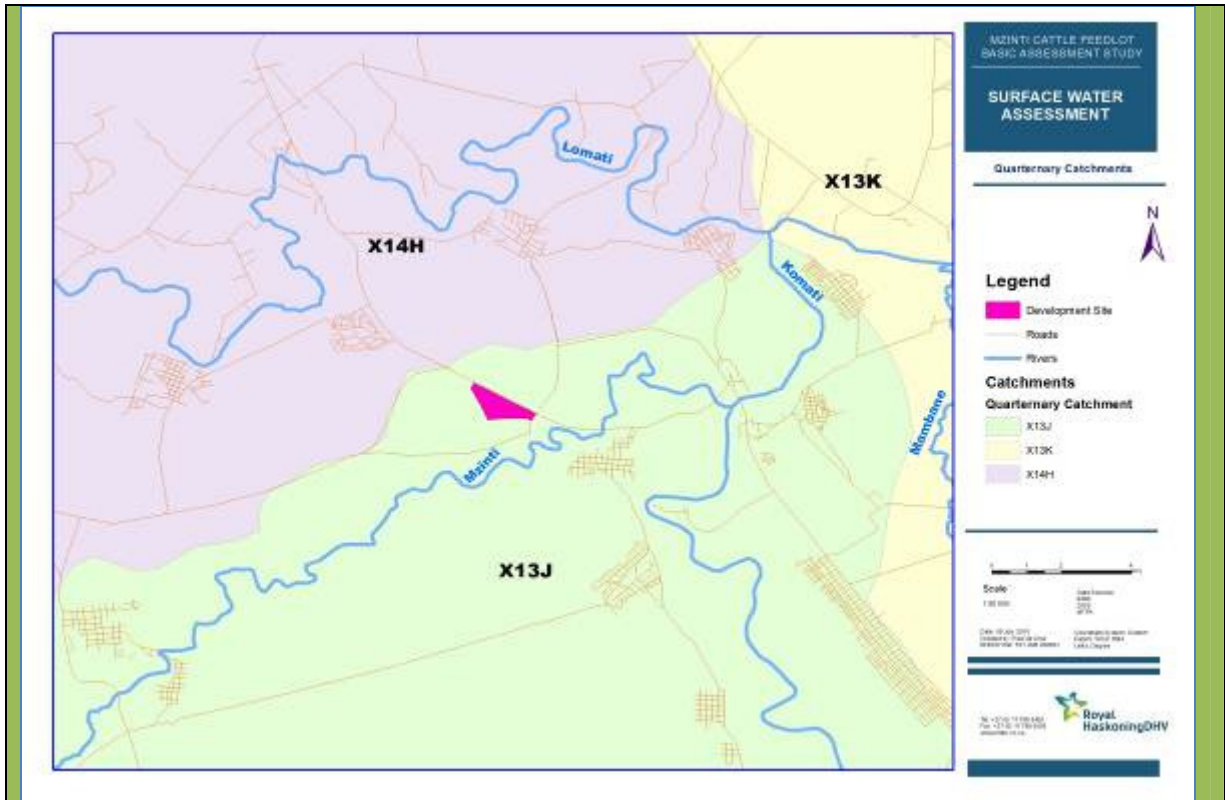 MZINTI CATTLE FEEDLOT
BASIC ASSESSMENT STUDY
SURFACE WATER
ASSESSMENT
Quarternary Catchments
N
Legend
Development Site
Roads
Rivers
Catchments
Quarternary Catchment
X13J
X13K
X14H
Scale
Royal
HaskoningDHV
Lomati
X13K
X14H
Komati
Mambane
Mzinti
X13J